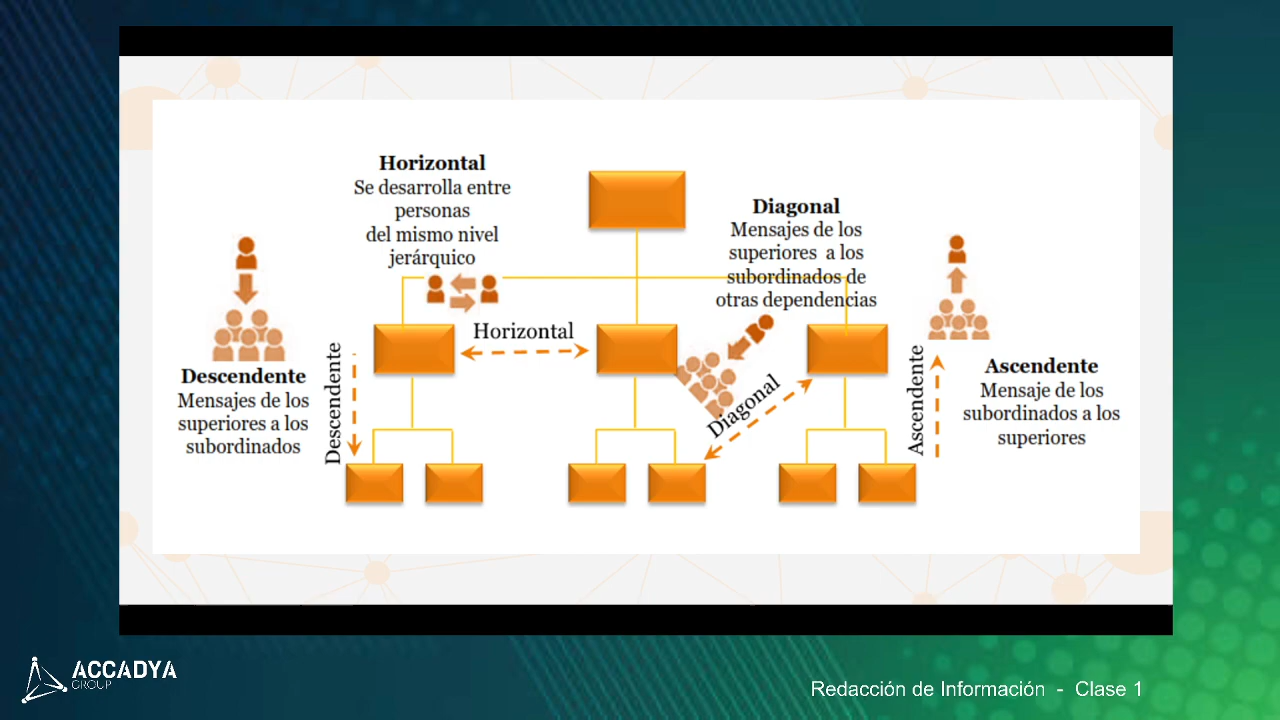 Horizontal
Se desarrolla entre
personas
del mismo nivel
jerárquico
Diagonal
Mensajes de los
superiores a los
subordinados de
otras dependencias
Horizontal
Descendente
Mensajes de los
superiores a los
subordinados
Descendente
Diagonal
Ascendente
Ascendente
Mensaje de los
subordinados a los
superiores
ACCADYA
GROUP
Redacción de Información - Clase 1